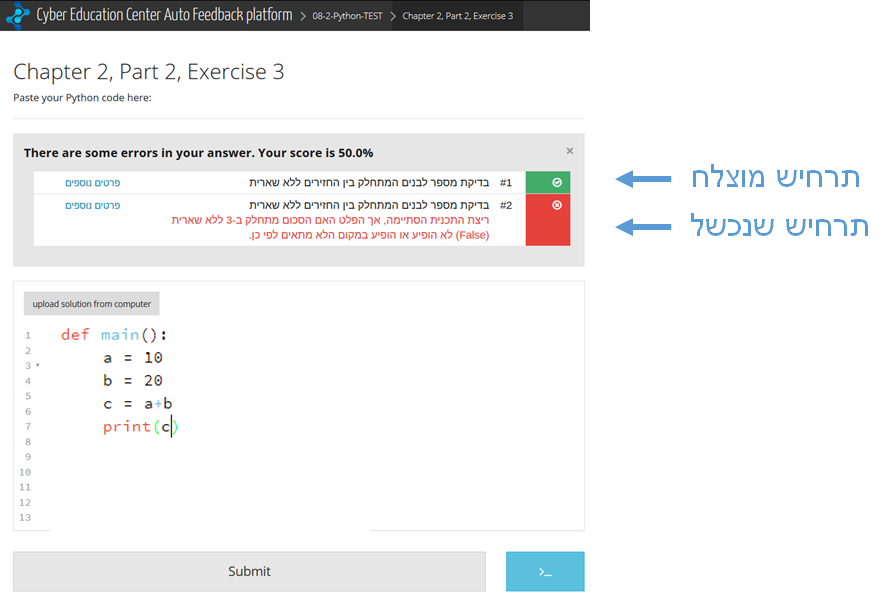 Cyber Education Center Auto Feedback platform > 08-2-Python-TEST > Chapter 2, Part 2, Exercise 3
Chapter 2, Part 2, Exercise 3
Paste your Python code here:
There are some errors in your answer. Your score is 50.0% ×
#1 בדיקת מספר לבנים המתחלק בין החזירים ללא שארית פרטים נוספים
#2 בדיקת מספר לבנים המתחלק בין החזירים ללא שארית פרטים נוספים
ריצת התכנית הסתיימה, אך הפלט האם הסכום מתחלק ב-3 ללא שארית
(False) לא הופיע או הופיע במקום הלא מתאים לפי כן.
תרחיש מוצלח
תרחיש שנכשל
upload solution from computer
1 def main():
2 a = 10
3 b = 20
4 c = a+b
5 print(c)
6
7
8
9
10
11
12
13
Submit
>_